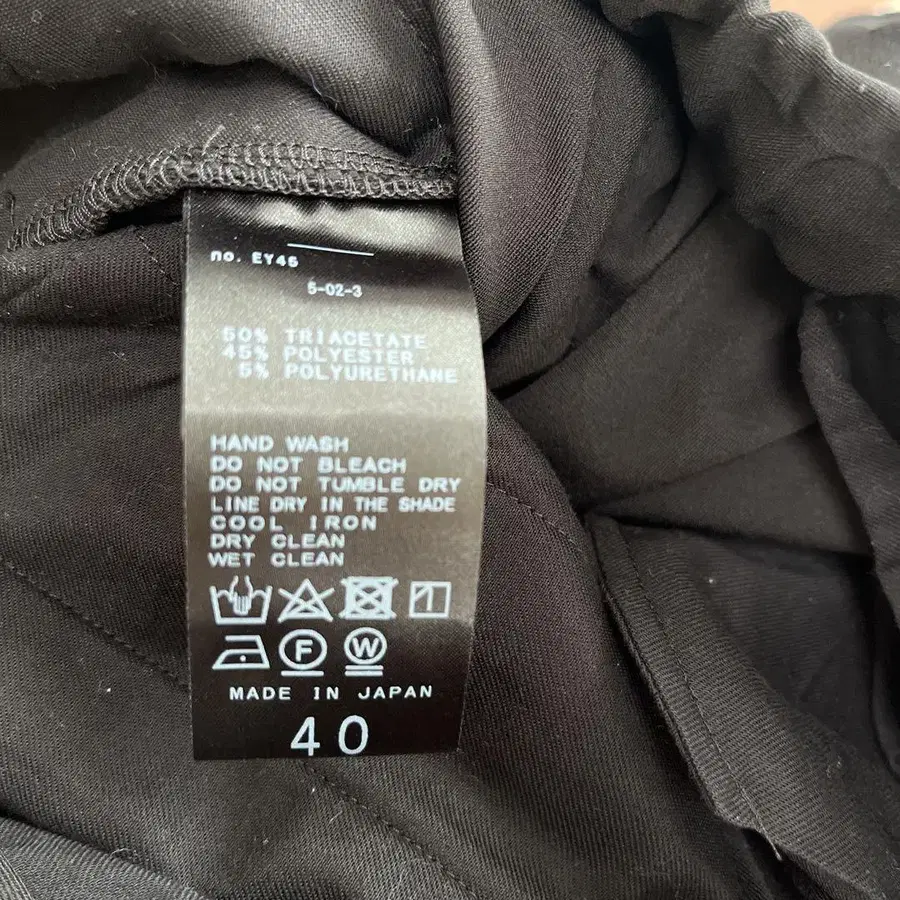 no. EY45
5-02-3
50% TRIACETATE
45% POLYESTER
5% POLYURETHANE
HAND WASH
DO NOT BLEACH
DO NOT TUMBLE DRY
LINE DRY IN THE SHADE
COOL IRON
DRY CLEAN
WET CLEAN
F W
MADE IN JAPAN
40